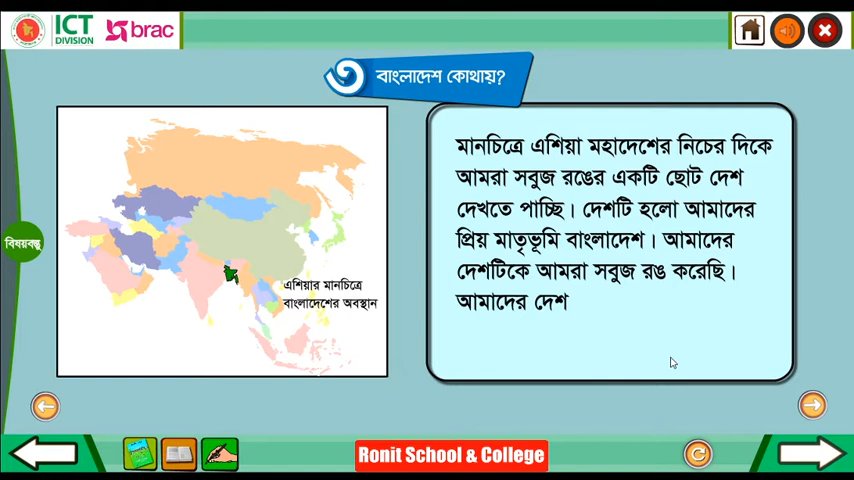 ICT
DIVISION
brac
৩ বাংলাদেশ কোথায়?
মানচিত্রে এশিয়া মহাদেশের নিচের দিকে
আমরা সবুজ রঙের একটি ছোট দেশ
দেখতে পাচ্ছি। দেশটি হলো আমাদের
প্রিয় মাতৃভূমি বাংলাদেশ। আমাদের
দেশটিকে আমরা সবুজ রঙ করেছি।
আমাদের দেশ
বিষয়বস্তু
এশিয়ার মানচিত্রে
বাংলাদেশের অবস্থান
Ronit School & College